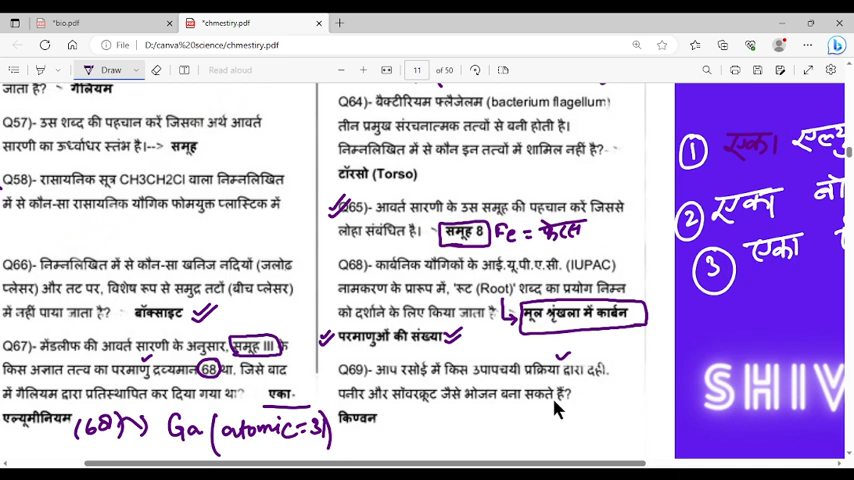 *bio.pdf
*chmestiry.pdf
File
D:/canva%20science/chmestiry.pdf
Draw
Read aloud
11 of 50
जाता है? गैलियम
Q57)- उस शब्द की पहचान करें जिसका अर्थ आवर्त
सारणी का ऊर्ध्वाधर स्तंभ है।--> समूह
Q58)- रासायनिक सूत्र CH3CH2Cl वाला निम्नलिखित
में से कौन-सा रासायनिक यौगिक फोमयुक्त प्लास्टिक में
Q66)- निम्नलिखित में से कौन-सा खनिज नदियों (जलोढ
प्लेसर) और तट पर, विशेष रूप से समुद्र तटों (बीच प्लेसर)
में नहीं पाया जाता है? बॉक्साइट
Q67)- मेंडलीफ की आवर्त सारणी के अनुसार, समूह III के
किस अज्ञात तत्व का परमाणु द्रव्यमान 68 था, जिसे बाद
में गैलियम द्वारा प्रतिस्थापित कर दिया गया था? एका-
एल्यूमीनियम
(68) Ga (atomic=31)
Q64)- बैक्टीरियम फ्लैजेलम (bacterium flagellum)
तीन प्रमुख संरचनात्मक तत्वों से बनी होती है।
निम्नलिखित में से कौन इन तत्वों में शामिल नहीं है?-
टॉरसो (Torso)
Q65)- आवर्त सारणी के उस समूह की पहचान करें जिससे
लोहा संबंधित है। समूह 8 Fe = फेरस
Q68)- कार्यनिक यौगिकों के आई.यू.पी.ए.सी. (IUPAC)
नामकरण के प्रारूप में, 'रूट (Root)' शब्द का प्रयोग निम्न
को दर्शाने के लिए किया जाता है मूल श्रृंखला में कार्बन
परमाणुओं की संख्या
Q69)- आप रसोई में किस उपापचयी प्रक्रिया द्वारा दही,
पनीर और सॉवरक्रूट जैसे भोजन बना सकते हैं?
किण्वन
1 एका एल्यु
2 एका
3 एका
SHIV